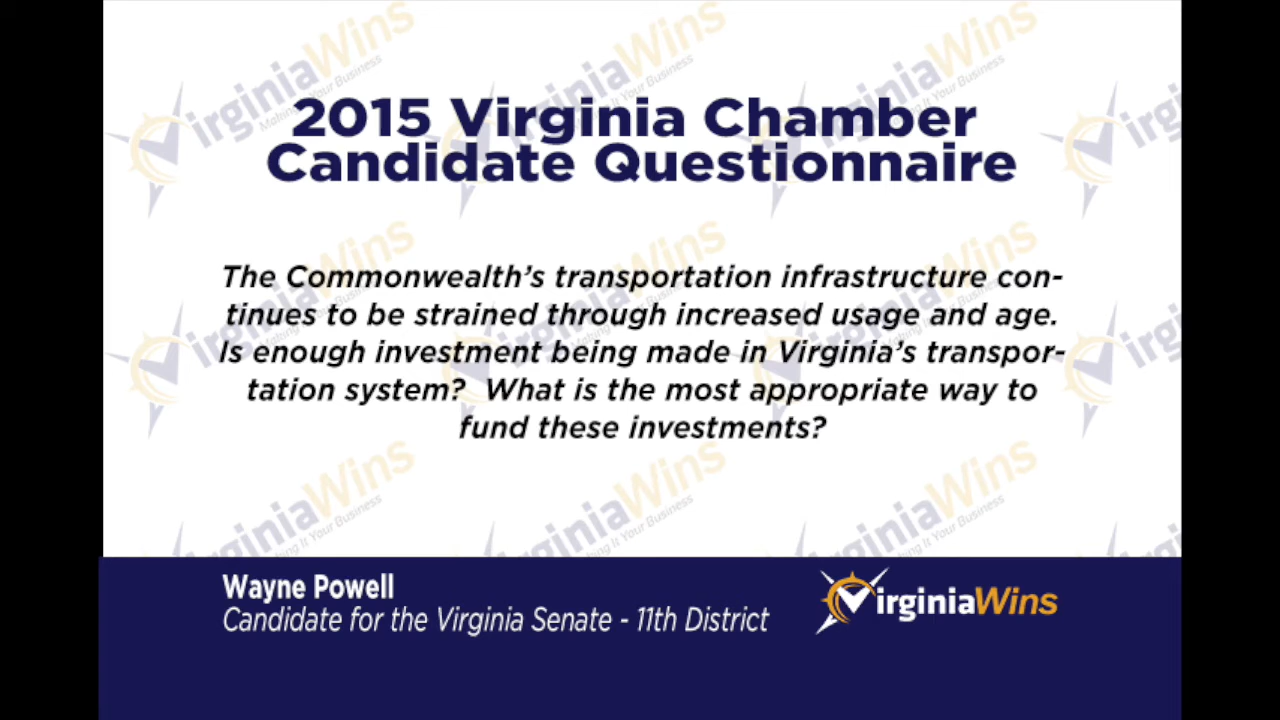 2015 Virginia Chamber
Candidate Questionnaire
The Commonwealth's transportation infrastructure con-
tinues to be strained through increased usage and age.
Is enough investment being made in Virginia's transpor-
tation system? What is the most appropriate way to
fund these investments?
Wayne Powell
Candidate for the Virginia Senate - 11th District
VirginiaWins